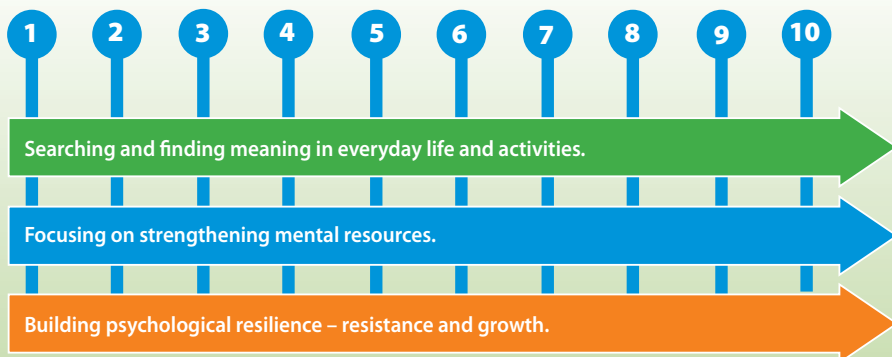 1 2 3 4 5 6 7 8 9 10
Searching and finding meaning in everyday life and activities.
Focusing on strengthening mental resources.
Building psychological resilience – resistance and growth.